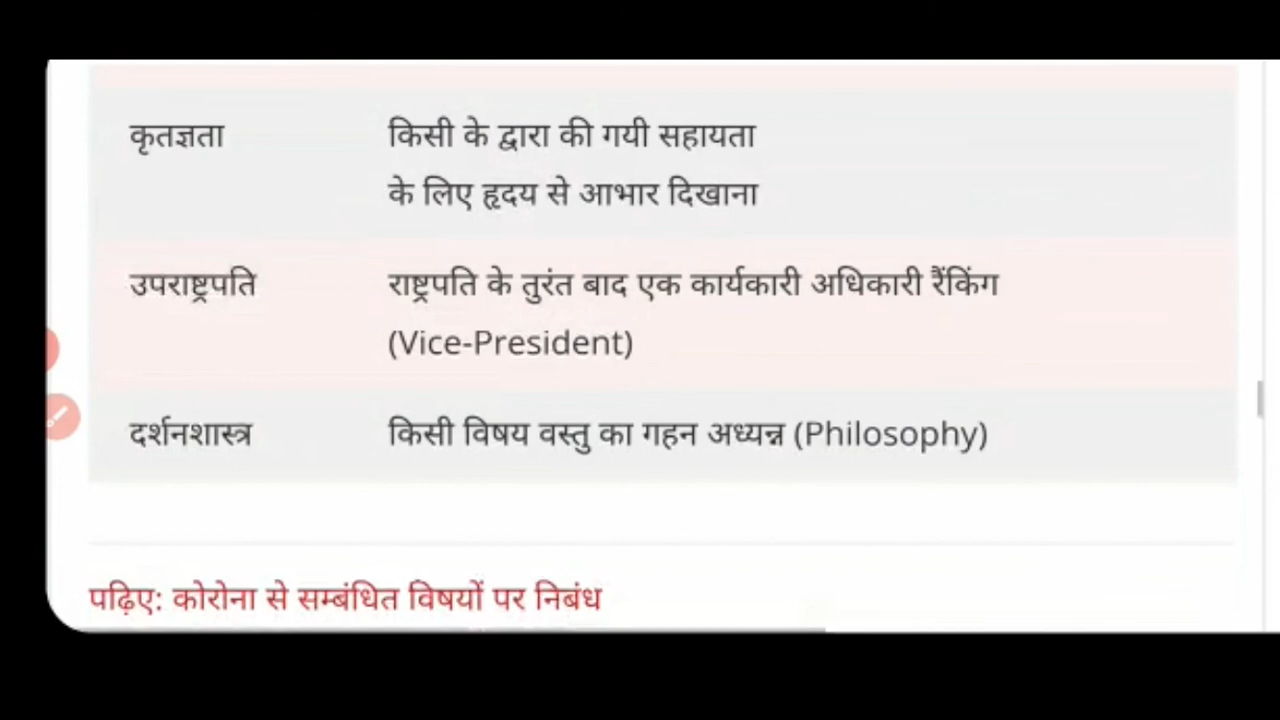 कृतज्ञता किसी के द्वारा की गयी सहायता
के लिए हृदय से आभार दिखाना
उपराष्ट्रपति राष्ट्रपति के तुरंत बाद एक कार्यकारी अधिकारी रैंकिंग
(Vice-President)
दर्शनशास्त्र किसी विषय वस्तु का गहन अध्यन्न (Philosophy)
पढ़िए: कोरोना से सम्बंधित विषयों पर निबंध